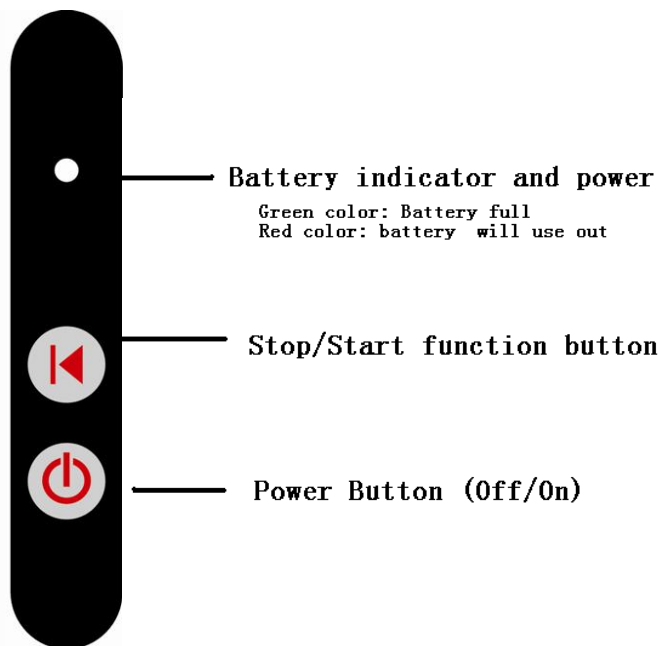 Battery indicator and power
Green color: Battery full
Red color: battery will use out
Stop/Start function button
Power Button (Off/On)